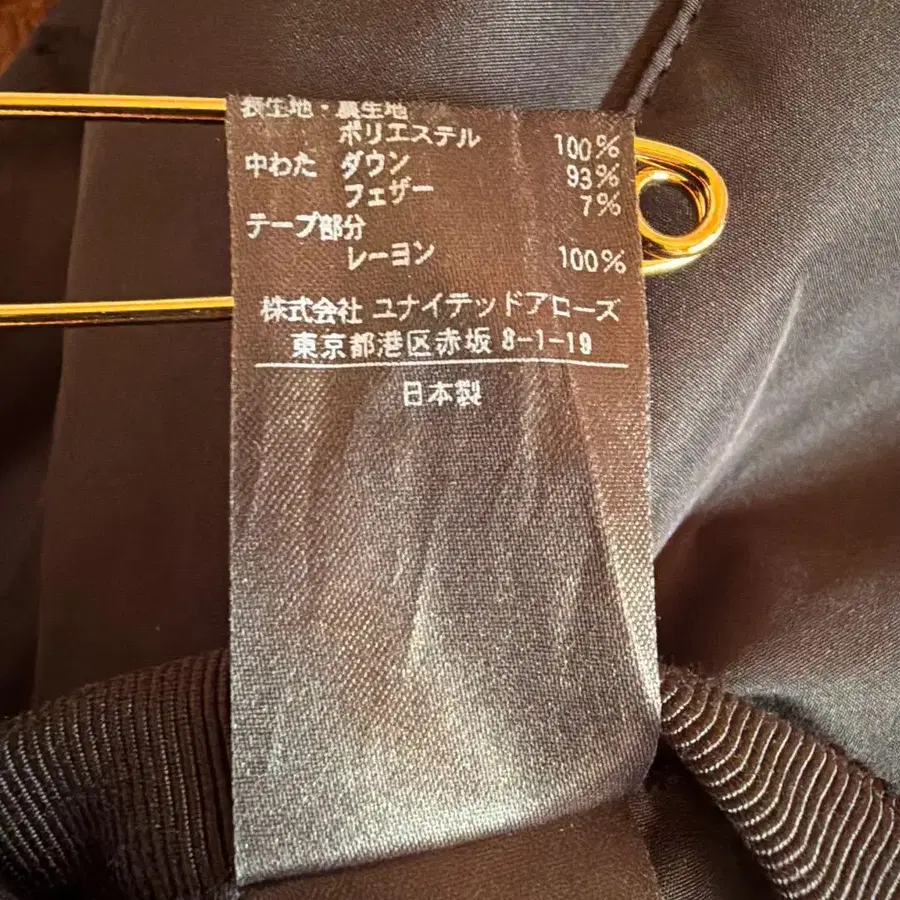 表生地・裏生地
ポリエステル 100%
中わた ダウン 93%
フェザー 7%
テープ部分
レーヨン 100%
株式会社 ユナイテッドアローズ
東京都港区赤坂 8-1-19
日本製